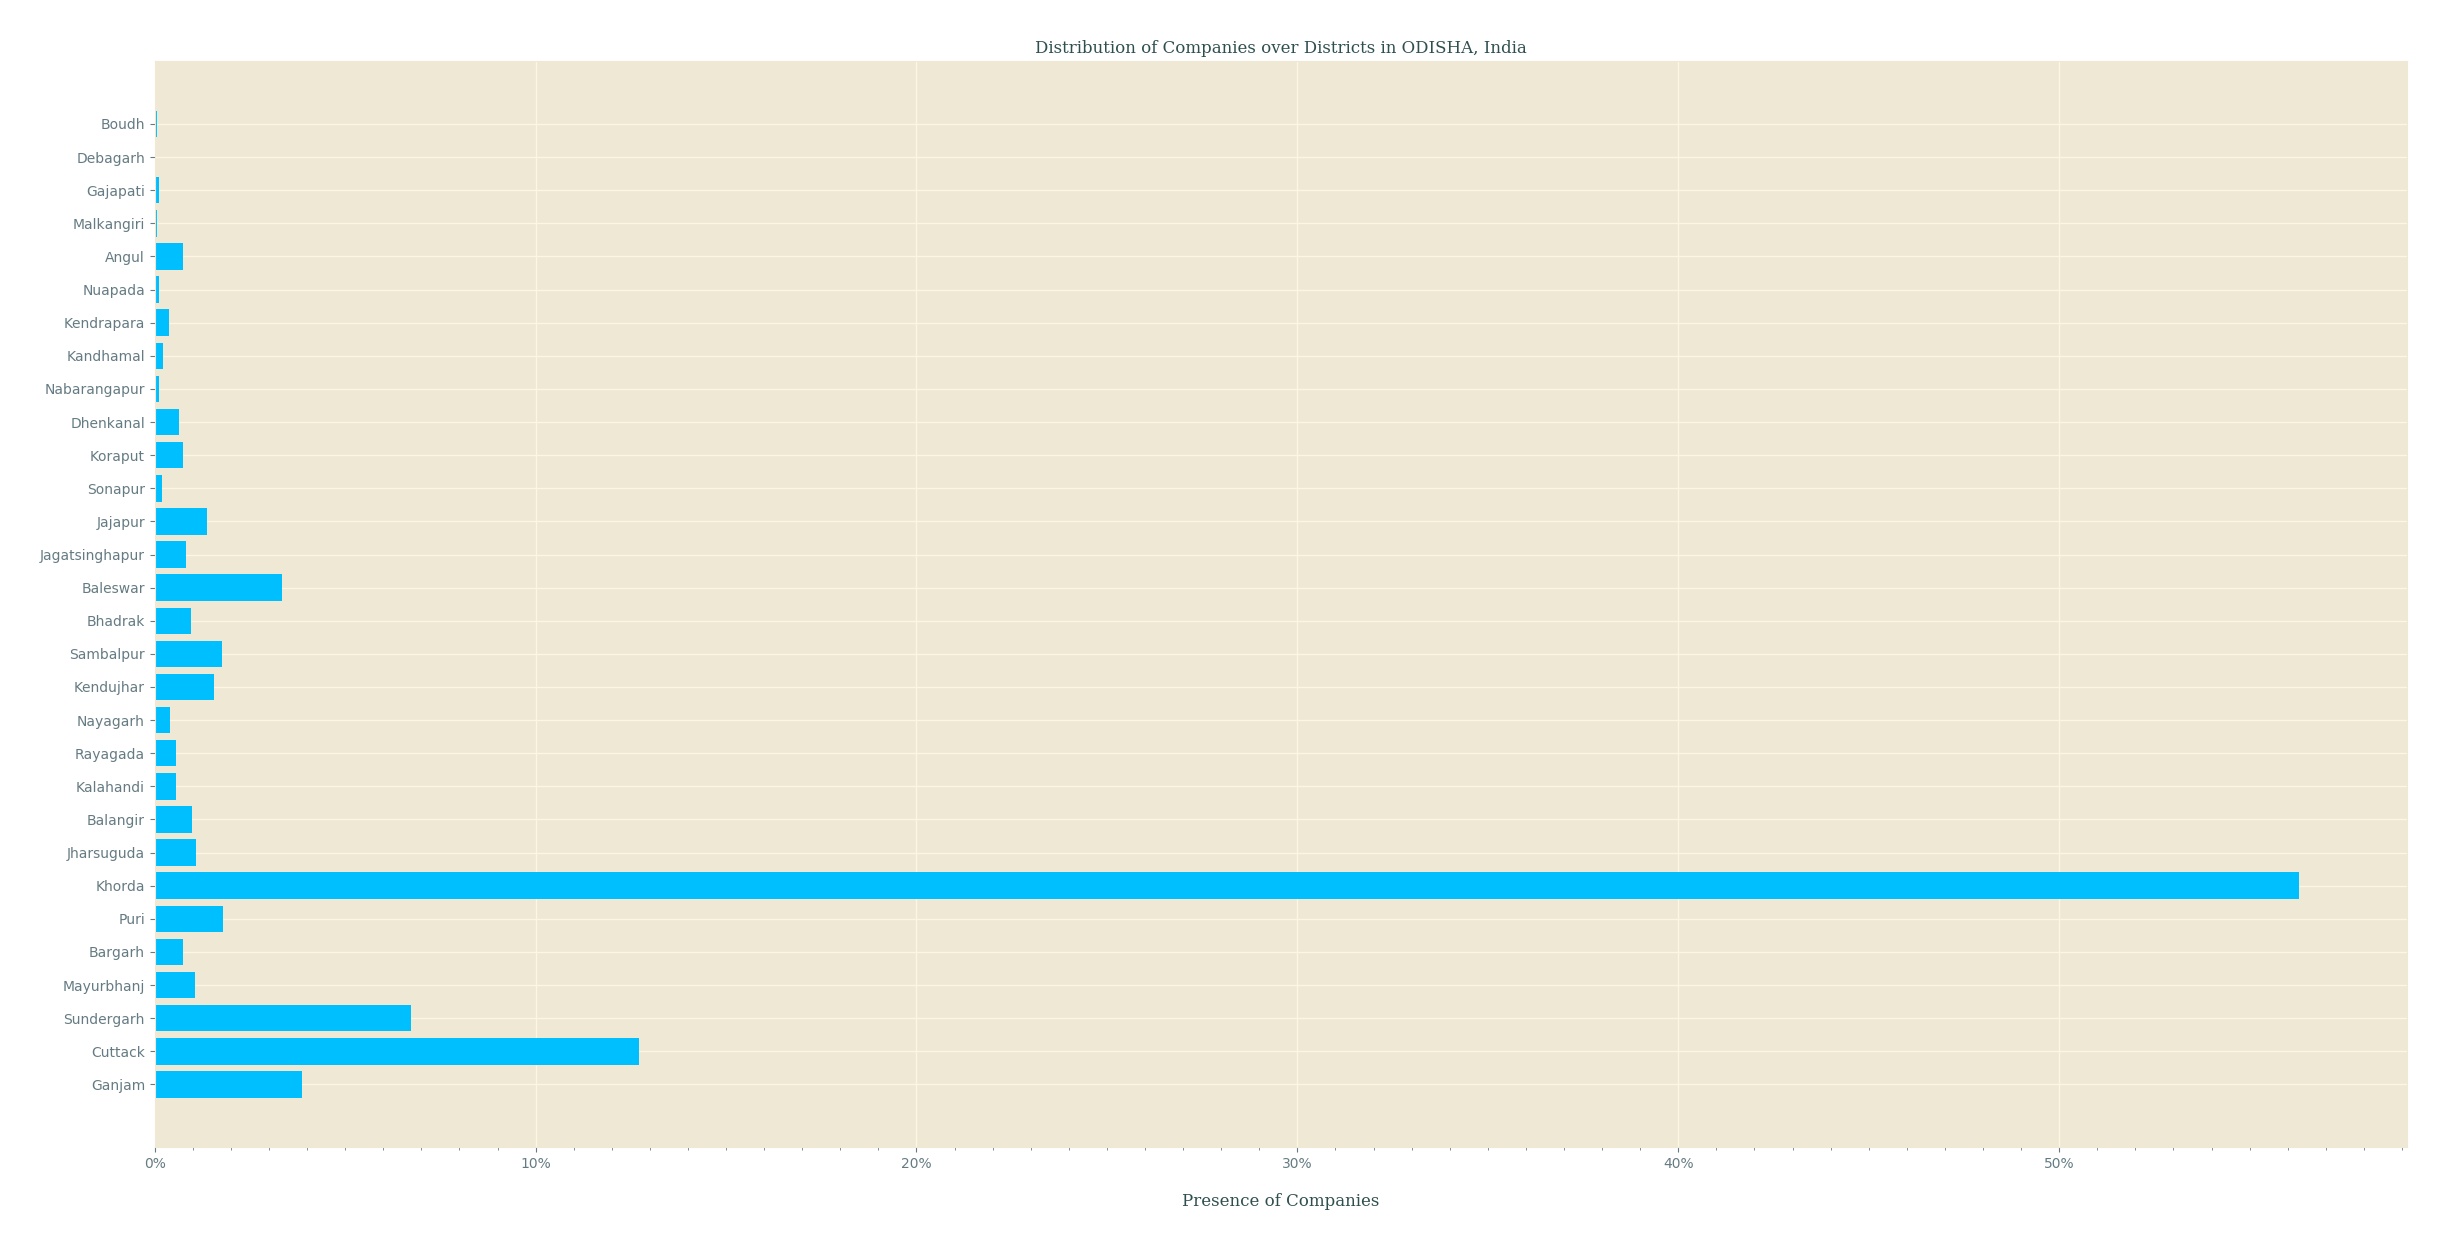 Distribution of Companies over Districts in ODISHA, India
Boudh
Debagarh
Gajapati
Malkangiri
Angul
Nuapada
Kendrapara
Kandhamal
Nabarangapur
Dhenkanal
Koraput
Sonapur
Jajapur
Jagatsinghapur
Baleswar
Bhadrak
Sambalpur
Kendujhar
Nayagarh
Rayagada
Kalahandi
Balangir
Jharsuguda
Khorda
Puri
Bargarh
Mayurbhanj
Sundergarh
Cuttack
Ganjam
0% 10% 20% 30% 40% 50%
Presence of Companies